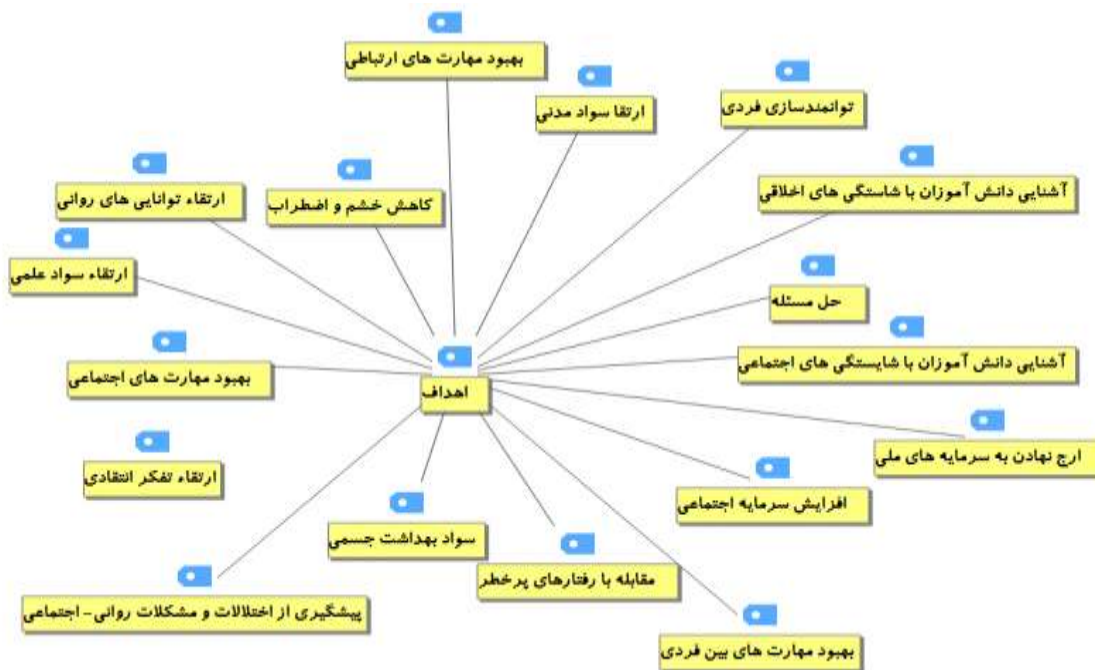 بهبود مهارت های ارتباطی
ارتقا سواد مدنی
توانمندسازی فردی
آشنایی دانش آموزان با شاستگی های اخلاقی
کاهش خشم و اضطراب
ارتقاء توانایی های روانی
ارتقاء سواد علمی
حل مسئله
آشنایی دانش آموزان با شایستگی های اجتماعی
بهبود مهارت های اجتماعی
اهداف
ارج نهادن به سرمایه های ملی
ارتقاء تفکر انتقادی
افزایش سرمایه اجتماعی
سواد بهداشت جسمی
مقابله با رفتارهای پرخطر
پیشگیری از اختلالات و مشکلات روانی-اجتماعی
بهبود مهارت های بین فردی